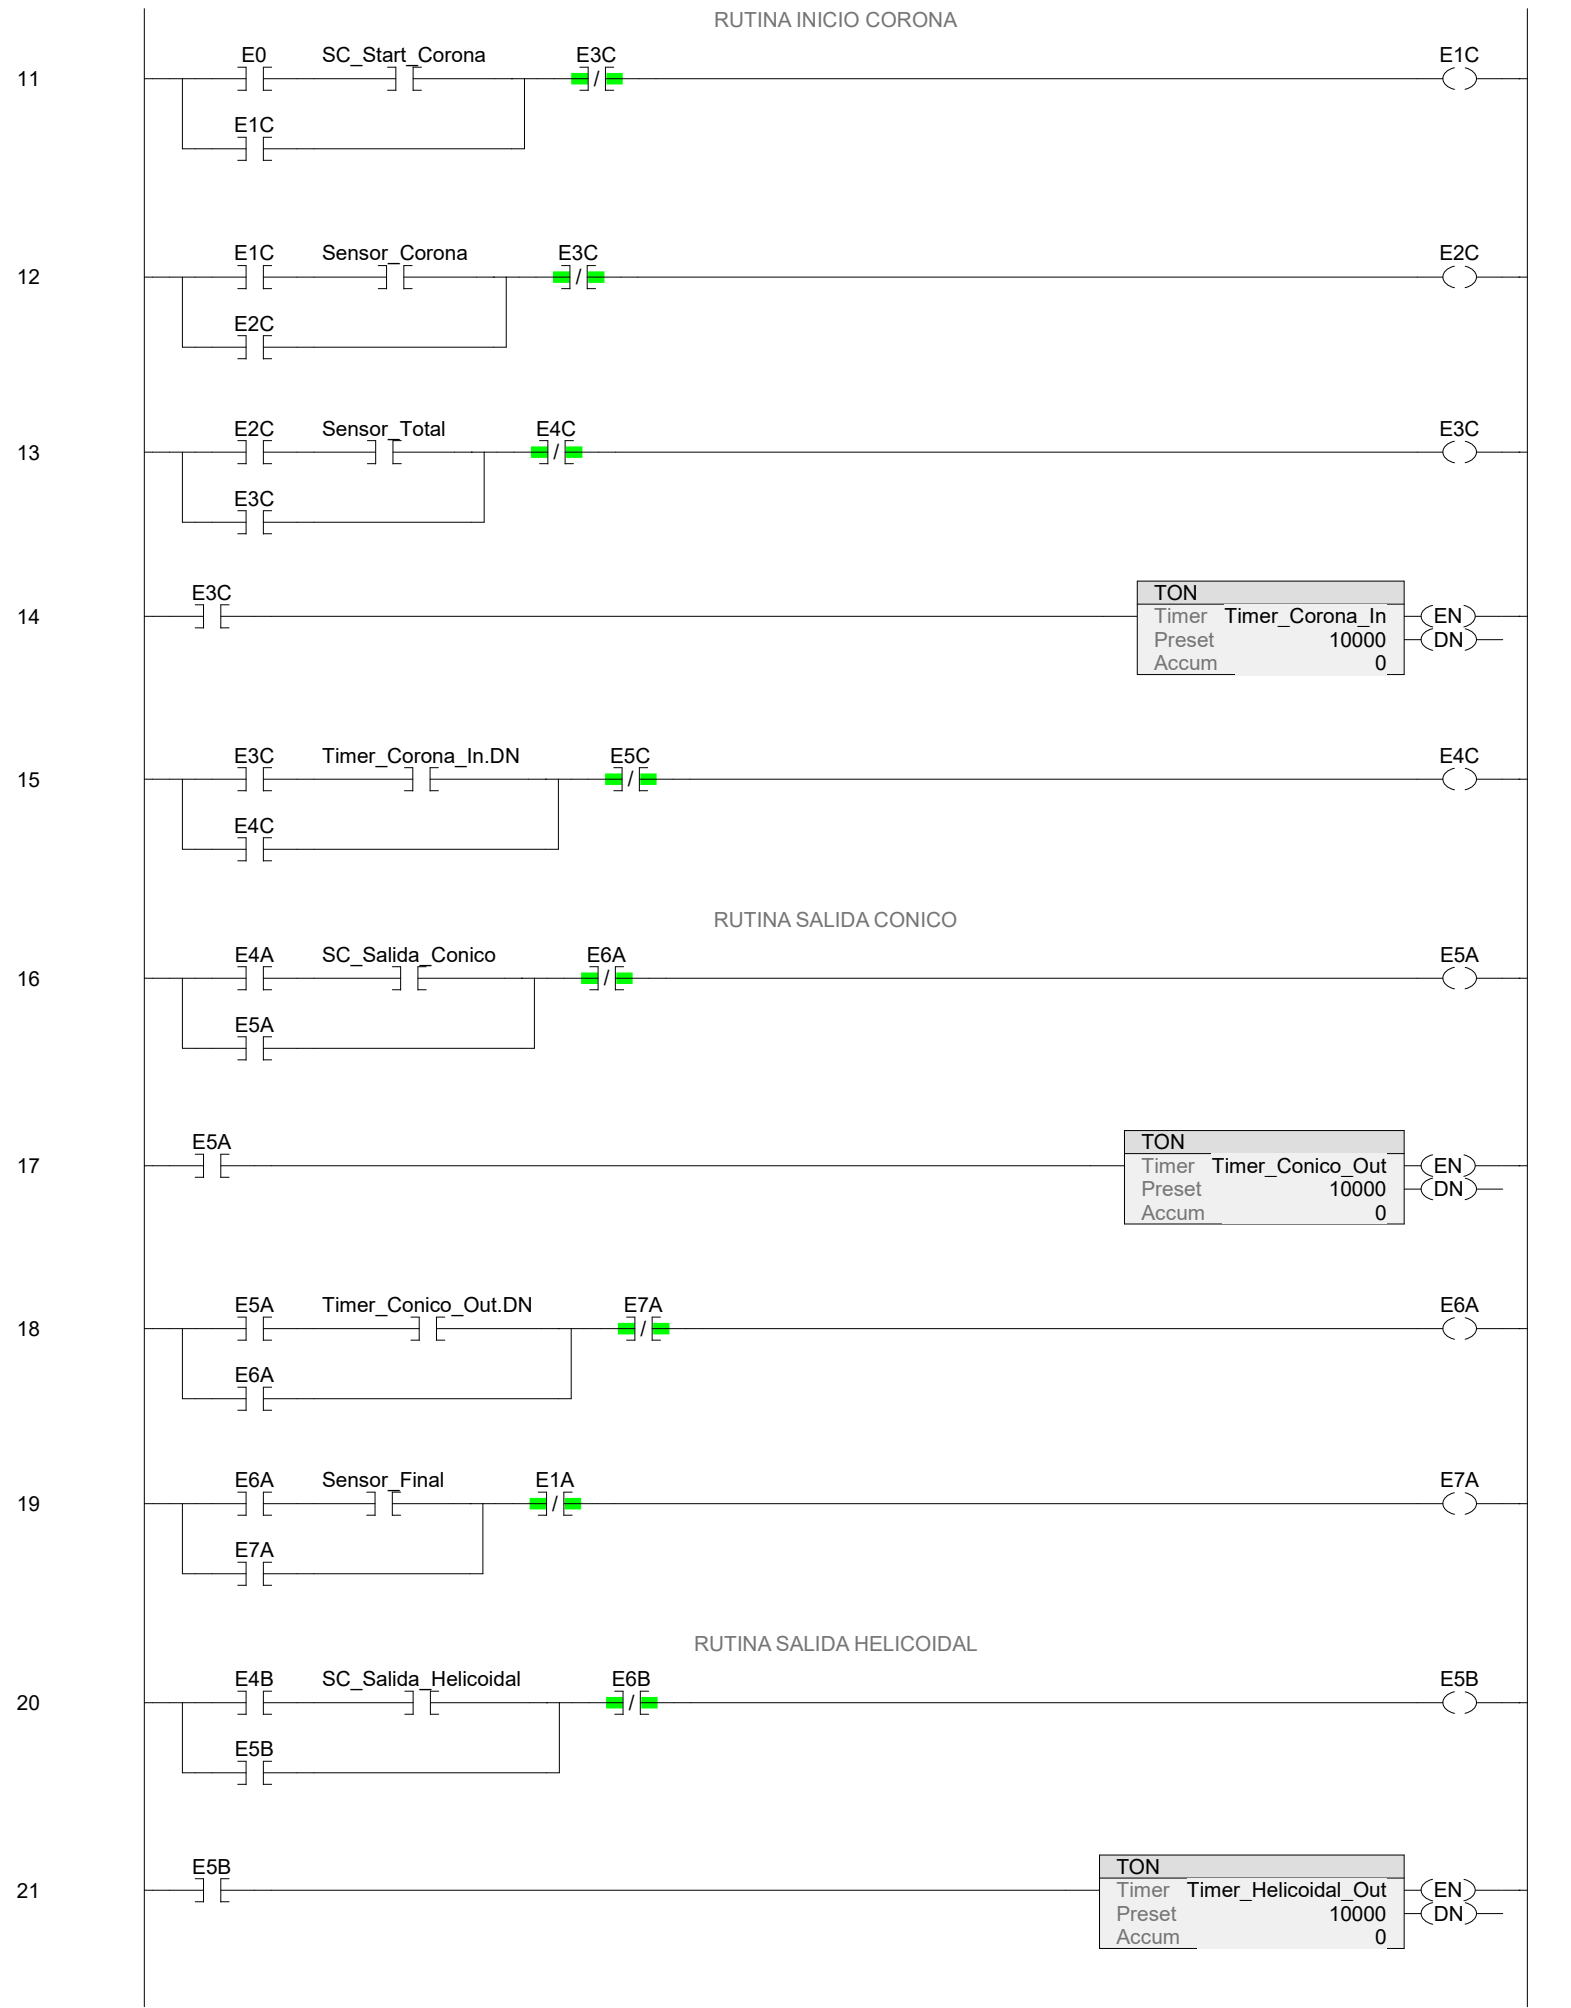 RUTINA INICIO CORONA
E0 SC_Start_Corona E3C E1C
11
E1C
E1C Sensor_Corona E3C E2C
12
E2C
E2C Sensor_Total E4C E3C
13
E3C
E3C
TON
14 Timer Timer_Corona_In EN
Preset 10000 DN
Accum 0
E3C Timer_Corona_In.DN E5C E4C
15
E4C
RUTINA SALIDA CONICO
E4A SC_Salida_Conico E6A E5A
16
E5A
E5A
TON
17 Timer Timer_Conico_Out EN
Preset 10000 DN
Accum 0
E5A Timer_Conico_Out.DN E7A E6A
18
E6A
E6A Sensor_Final E1A E7A
19
E7A
RUTINA SALIDA HELICOIDAL
E4B SC_Salida_Helicoidal E6B E5B
20
E5B
E5B
TON
21 Timer Timer_Helicoidal_Out EN
Preset 10000 DN
Accum 0